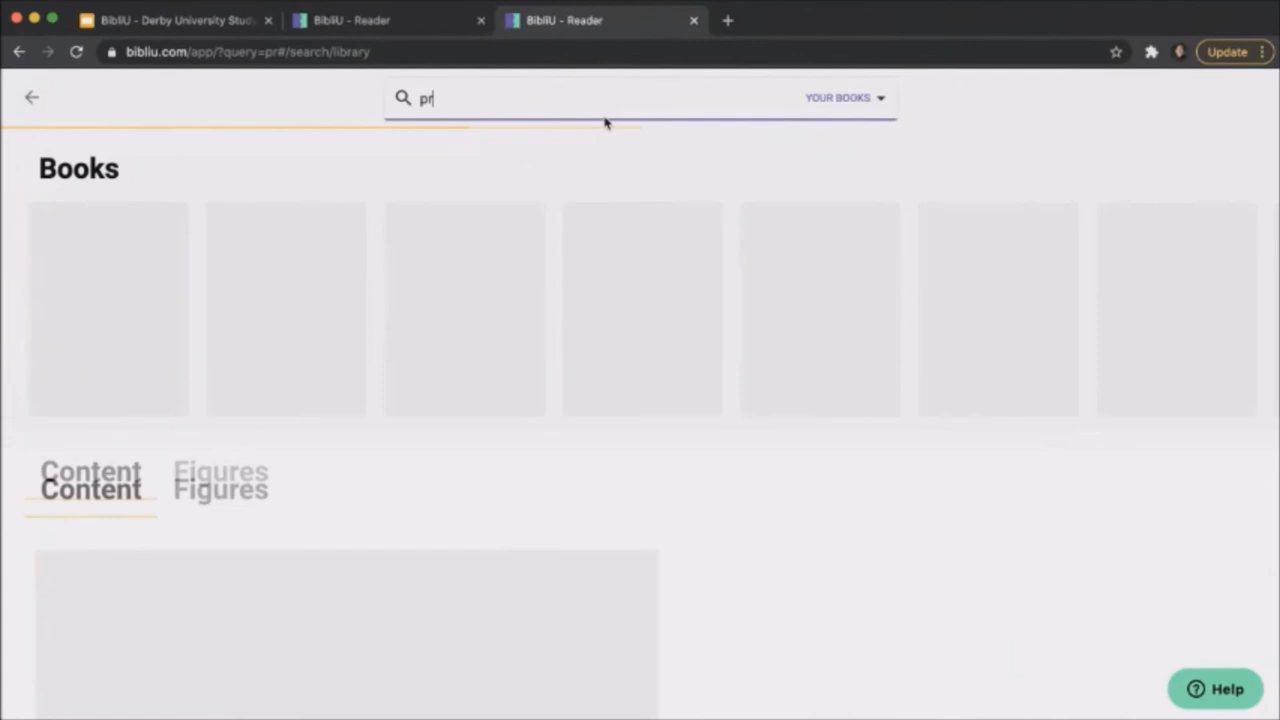 BibliU - Derby University Study
BibliU - Reader
BibliU - Reader
bibliu.com/app/?query=pr#/search/library
Update
pr
YOUR BOOKS
Books
Content Figures
Content Figures
Help